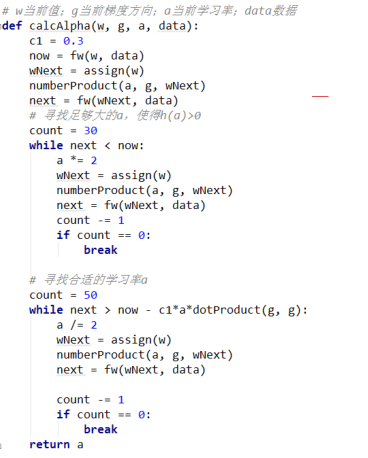 # w当前值；g当前梯度方向；a当前学习率；data数据
def calcAlpha(w, g, a, data):
    c1 = 0.3
    now = fw(w, data)
    wNext = assign(w)
    numberProduct(a, g, wNext)
    next = fw(wNext, data)
    # 寻找足够大的a，使得h(a)>0
    count = 30
    while next < now:
        a *= 2
        wNext = assign(w)
        numberProduct(a, g, wNext)
        next = fw(wNext, data)
        count -= 1
        if count == 0:
            break

    # 寻找合适的学习率a
    count = 50
    while next > now - c1*a*dotProduct(g, g):
        a /= 2
        wNext = assign(w)
        numberProduct(a, g, wNext)
        next = fw(wNext, data)

        count -= 1
        if count == 0:
            break
    return a